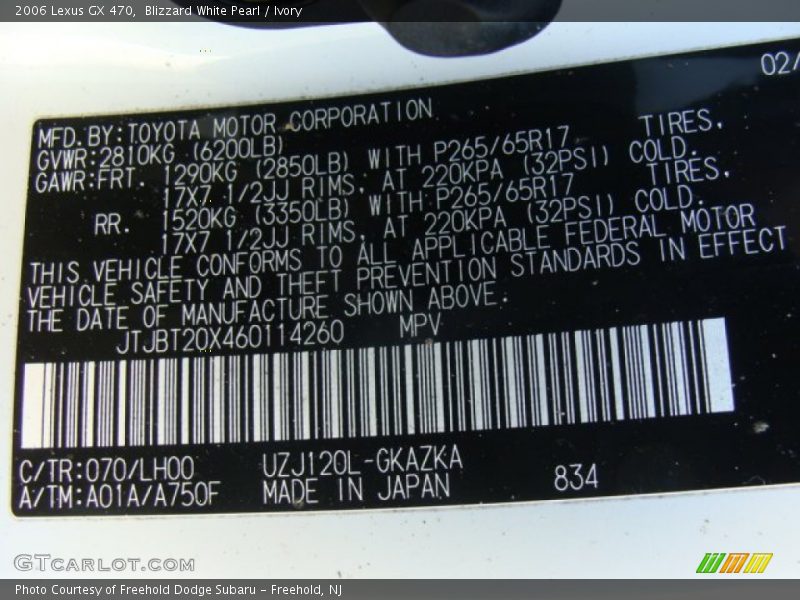 2006 Lexus GX 470, Blizzard White Pearl / Ivory
02/
MFD.BY:TOYOTA MOTOR CORPORATION
GVWR:2810KG (6200LB)
GAWR:FRT. 1290KG (2850LB) WITH P265/65R17 TIRES,
17X7 1/2JJ RIMS, AT 220KPA (32PSI) COLD.
RR. 1520KG (3350LB) WITH P265/65R17 TIRES,
17X7 1/2JJ RIMS, AT 220KPA (32PSI) COLD.
THIS VEHICLE CONFORMS TO ALL APPLICABLE FEDERAL MOTOR
VEHICLE SAFETY AND THEFT PREVENTION STANDARDS IN EFFECT
THE DATE OF MANUFACTURE SHOWN ABOVE.
JTJBT20X460114260 MPV
C/TR:070/LH00 UZJ120L-GKAZKA
A/TM:A01A/A750F MADE IN JAPAN 834
GTCARLOT.COM
Photo Courtesy of Freehold Dodge Subaru - Freehold, NJ